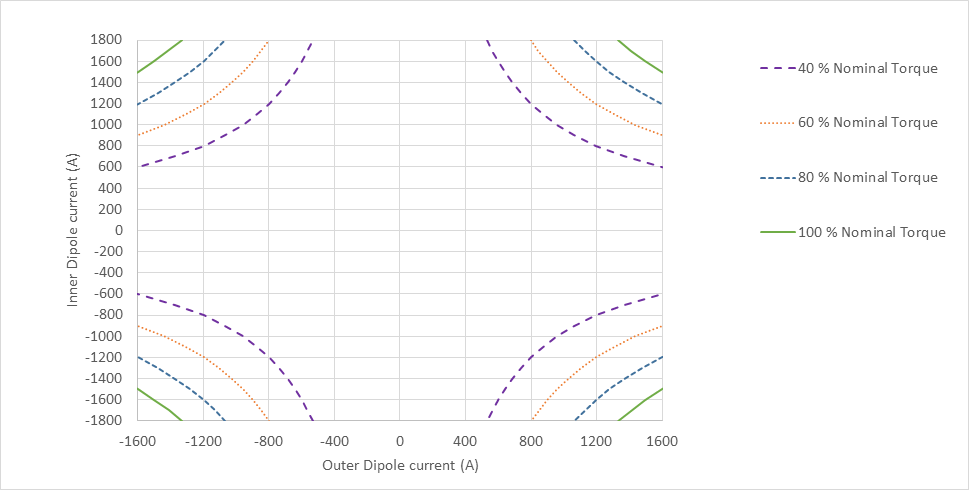 1800
1600
1400
1200
1000
800
600
400
200
0
-200
-400
-600
-800
-1000
-1200
-1400
-1600
-1800
Inner Dipole current (A)
-1600 -1200 -800 -400 0 400 800 1200 1600
Outer Dipole current (A)
40 % Nominal Torque
60 % Nominal Torque
80 % Nominal Torque
100 % Nominal Torque